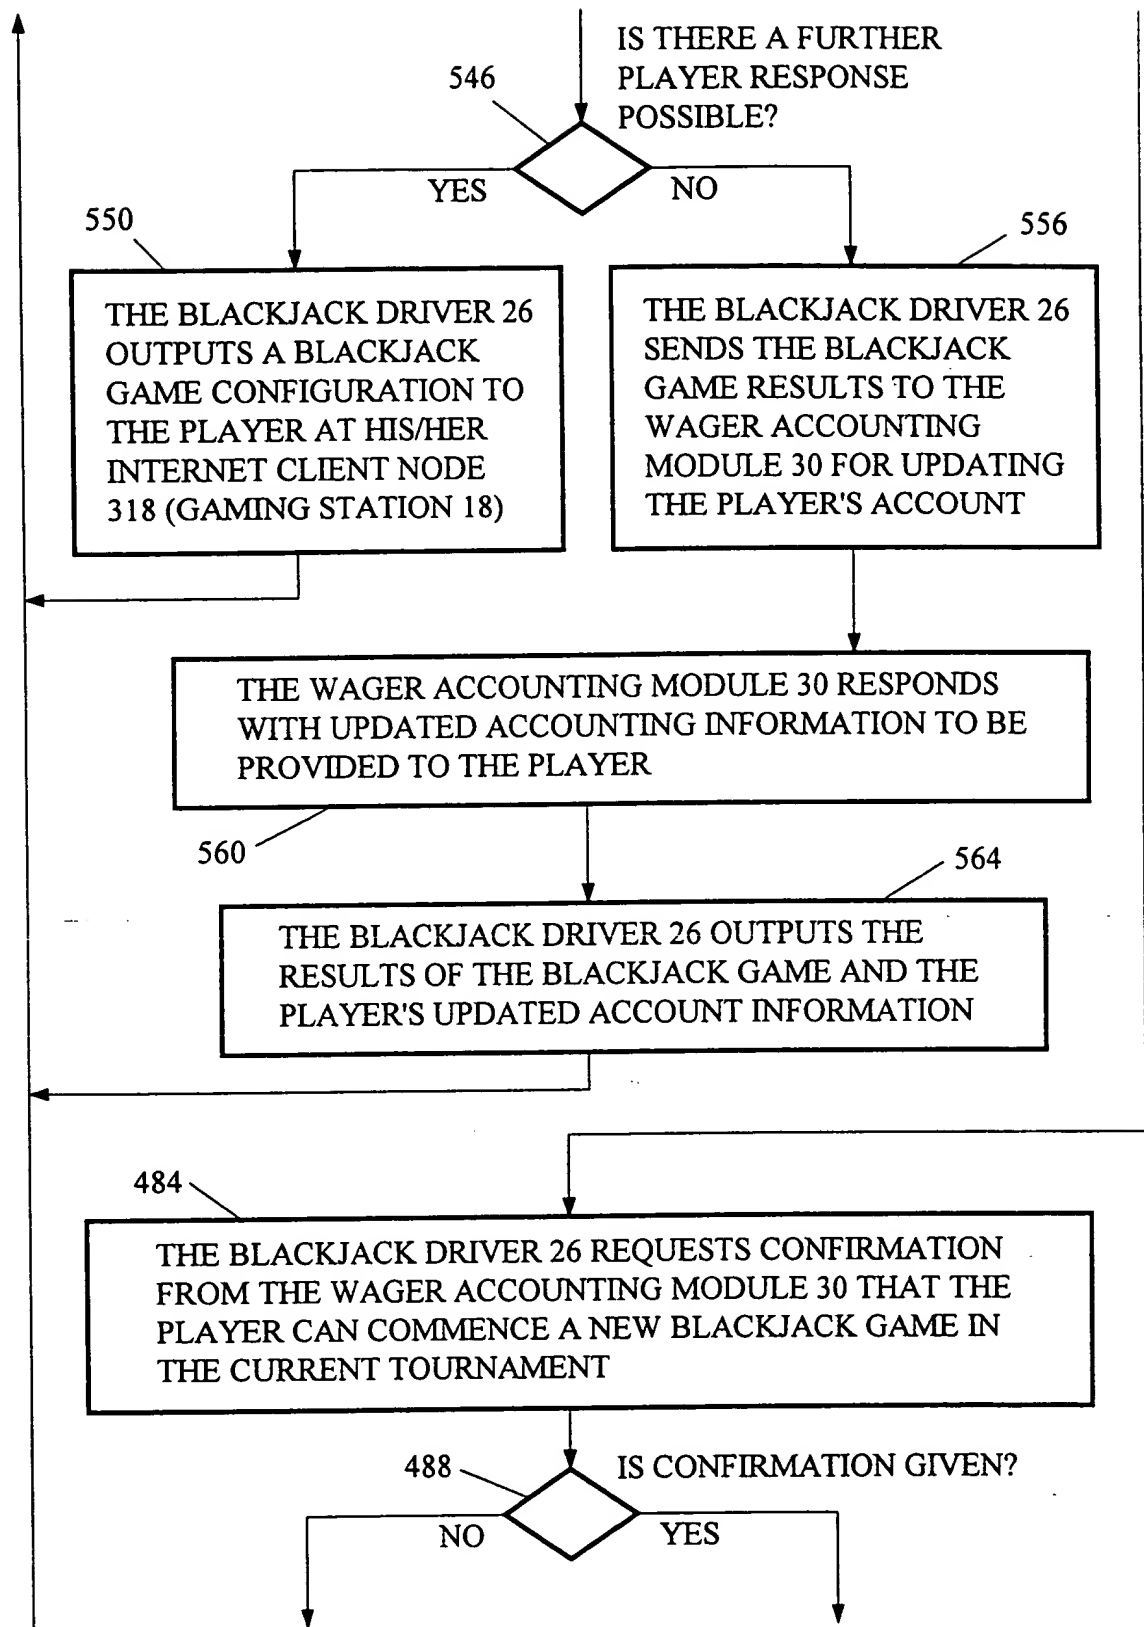 IS THERE A FURTHER
PLAYER RESPONSE
POSSIBLE?
546
YES
NO
550
556
THE BLACKJACK DRIVER 26
OUTPUTS A BLACKJACK
GAME CONFIGURATION TO
THE PLAYER AT HIS/HER
INTERNET CLIENT NODE
318 (GAMING STATION 18)
THE BLACKJACK DRIVER 26
SENDS THE BLACKJACK
GAME RESULTS TO THE
WAGER ACCOUNTING
MODULE 30 FOR UPDATING
THE PLAYER'S ACCOUNT
THE WAGER ACCOUNTING MODULE 30 RESPONDS
WITH UPDATED ACCOUNTING INFORMATION TO BE
PROVIDED TO THE PLAYER
560
564
THE BLACKJACK DRIVER 26 OUTPUTS THE
RESULTS OF THE BLACKJACK GAME AND THE
PLAYER'S UPDATED ACCOUNT INFORMATION
484
THE BLACKJACK DRIVER 26 REQUESTS CONFIRMATION
FROM THE WAGER ACCOUNTING MODULE 30 THAT THE
PLAYER CAN COMMENCE A NEW BLACKJACK GAME IN
THE CURRENT TOURNAMENT
488
IS CONFIRMATION GIVEN?
NO
YES